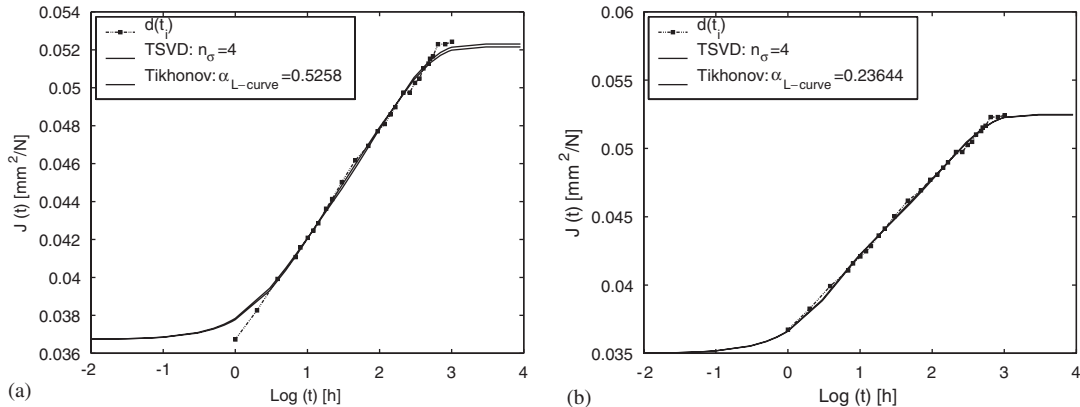 0.054
0.052
0.05
0.048
0.046
0.044
0.042
0.04
0.038
0.036
J (t) [mm²/N]
d(tᵢ)
TSVD: n_σ=4
Tikhonov: α_L−curve=0.5258
-2 -1 0 1 2 3 4
Log (t) [h]
(a)
0.06
0.055
0.05
0.045
0.04
0.035
J (t) [mm²/N]
d(tᵢ)
TSVD: n_σ=4
Tikhonov: α_L−curve=0.23644
-2 -1 0 1 2 3 4
Log (t) [h]
(b)